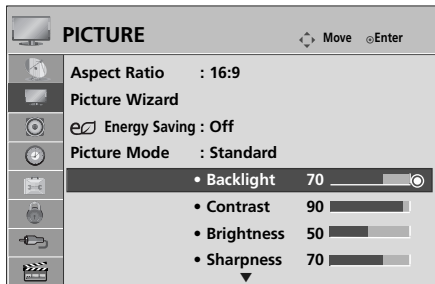 PICTURE
Move Enter
Aspect Ratio : 16:9
Picture Wizard
Energy Saving : Off
Picture Mode : Standard
• Backlight 70
• Contrast 90
• Brightness 50
• Sharpness 70